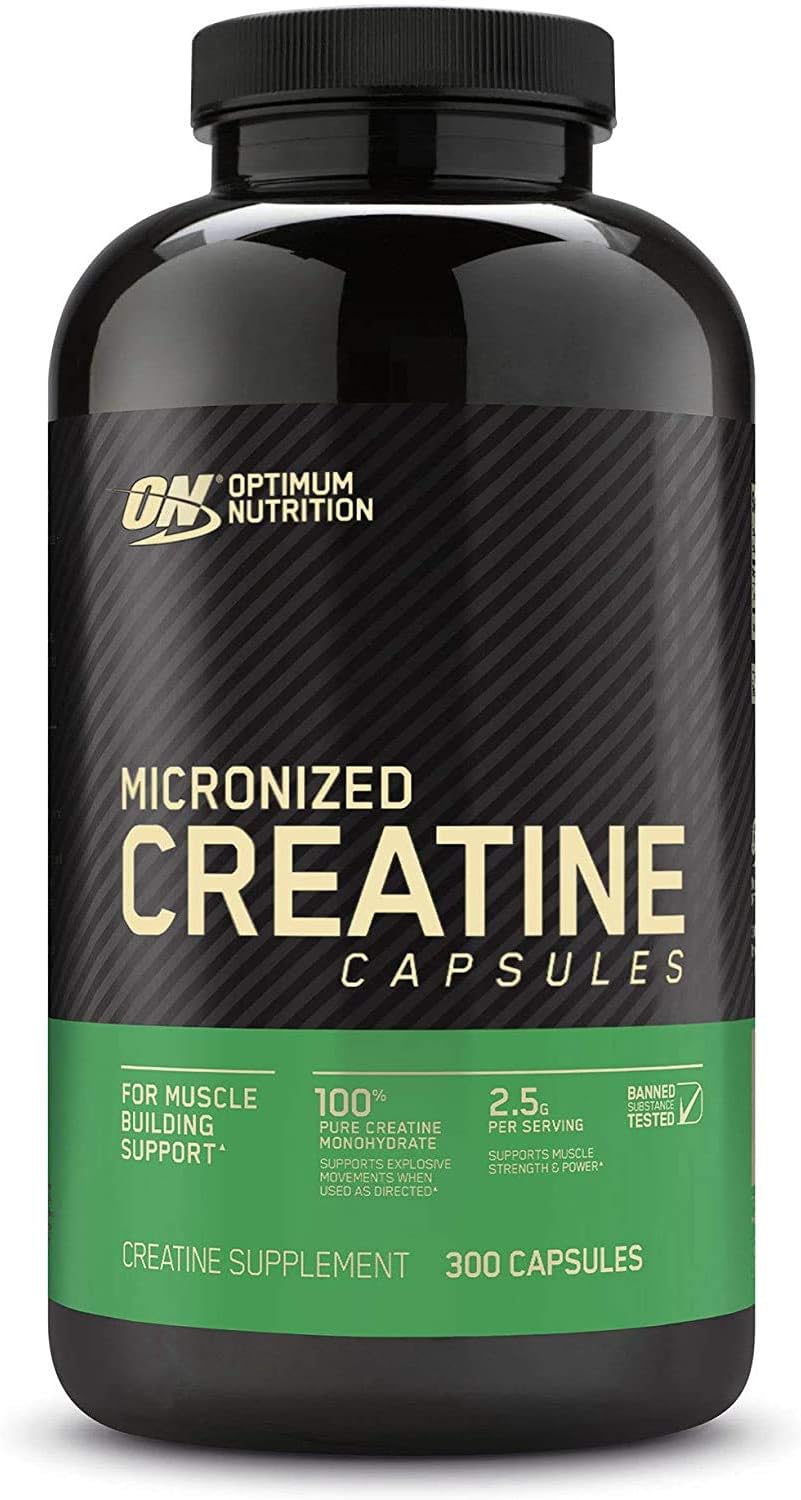 ON®
OPTIMUM
NUTRITION
MICRONIZED
CREATINE
CAPSULES
FOR MUSCLE
BUILDING
SUPPORT▲
100%
PURE CREATINE
MONOHYDRATE
SUPPORTS EXPLOSIVE
MOVEMENTS WHEN
USED AS DIRECTED▲
2.5G
PER SERVING
SUPPORTS MUSCLE
STRENGTH & POWER▲
BANNED
SUBSTANCE
TESTED
CREATINE SUPPLEMENT 300 CAPSULES